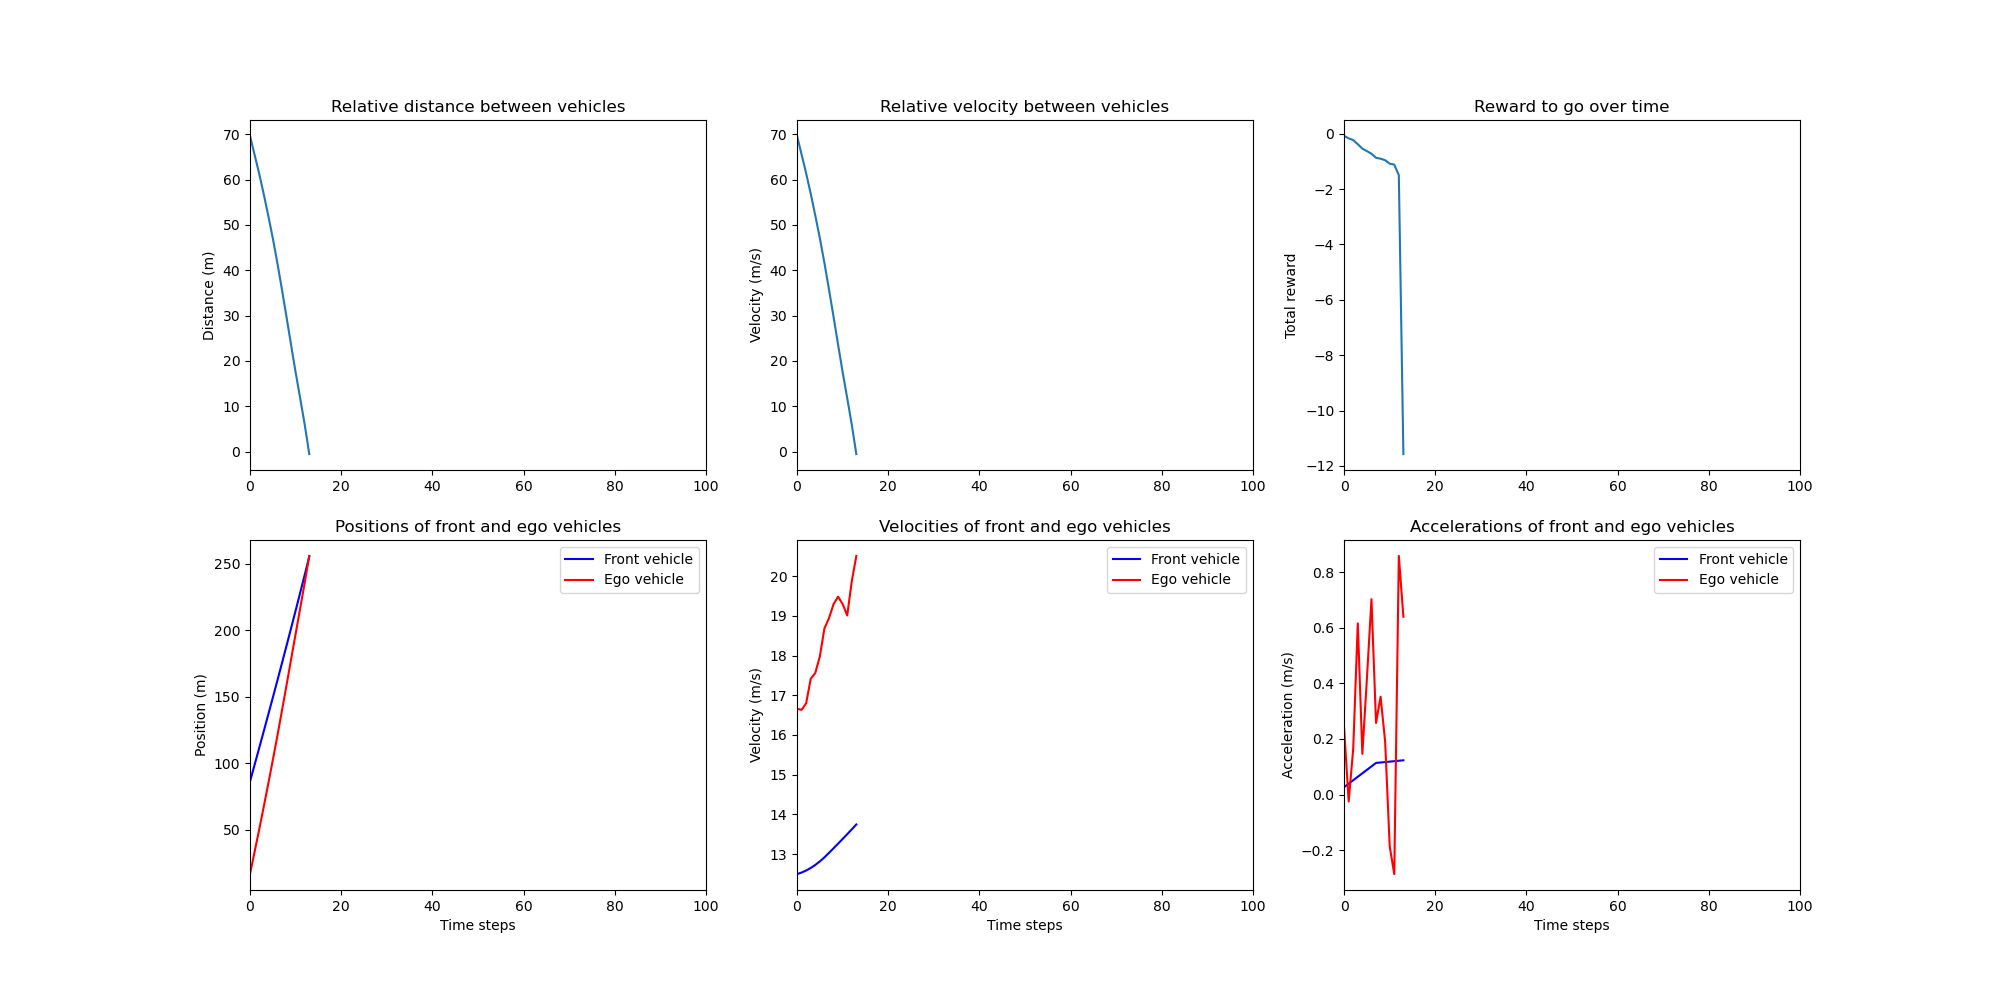 Relative distance between vehicles
Distance (m)
70
60
50
40
30
20
10
0
0 20 40 60 80 100
Relative velocity between vehicles
Velocity (m/s)
70
60
50
40
30
20
10
0
0 20 40 60 80 100
Reward to go over time
Total reward
0
−2
−4
−6
−8
−10
−12
0 20 40 60 80 100
Positions of front and ego vehicles
Position (m)
250
200
150
100
50
Front vehicle
Ego vehicle
0 20 40 60 80 100
Time steps
Velocities of front and ego vehicles
Velocity (m/s)
20
19
18
17
16
15
14
13
Front vehicle
Ego vehicle
0 20 40 60 80 100
Time steps
Accelerations of front and ego vehicles
Acceleration (m/s)
0.8
0.6
0.4
0.2
0.0
−0.2
Front vehicle
Ego vehicle
0 20 40 60 80 100
Time steps